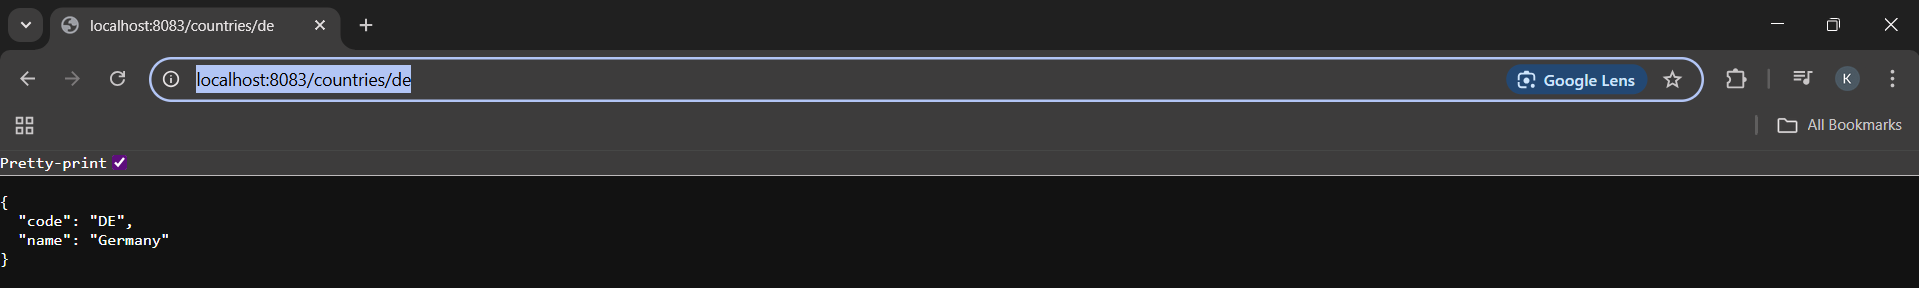 localhost:8083/countries/de
localhost:8083/countries/de
Google Lens
K
All Bookmarks
Pretty-print
{
  "code": "DE",
  "name": "Germany"
}